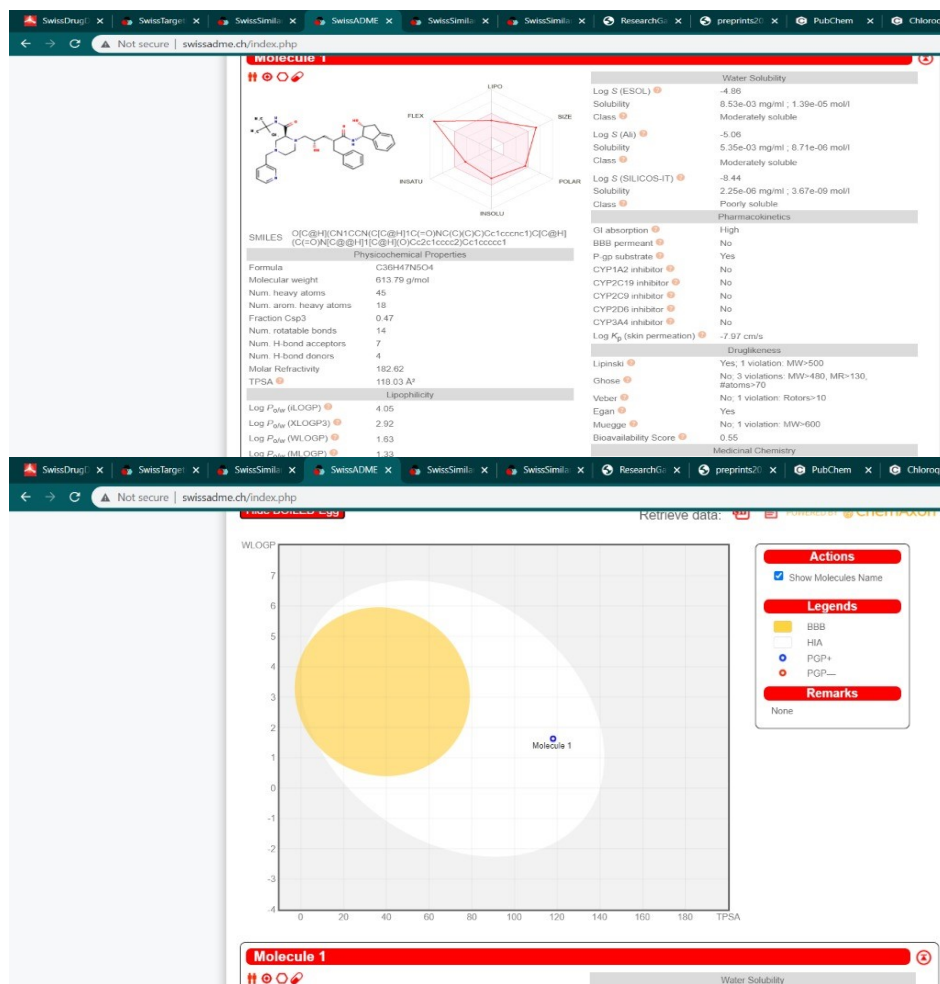 SwissDrugD
SwissTarget
SwissSimila
SwissADME
SwissSimila
SwissSimila
ResearchGa
preprints20
PubChem
Chloroq
Not secure | swissadme.ch/index.php
Molecule 1
LIPO
FLEX
SIZE
INSATU
POLAR
INSOLU
SMILES O[C@H](CN1CCN(C[C@H]1C(=O)NC(C)(C)C)Cc1cccnc1)C[C@H]
(C(=O)N[C@@H]1[C@H](O)Cc2c1cccc2)Cc1ccccc1
Physicochemical Properties
Formula C36H47N5O4
Molecular weight 613.79 g/mol
Num. heavy atoms 45
Num. arom. heavy atoms 18
Fraction Csp3 0.47
Num. rotatable bonds 14
Num. H-bond acceptors 7
Num. H-bond donors 4
Molar Refractivity 182.62
TPSA 118.03 Å²
Lipophilicity
Log Po/w (iLOGP) 4.05
Log Po/w (XLOGP3) 2.92
Log Po/w (WLOGP) 1.63
Log Po/w (MLOGP) 1.33
Water Solubility
Log S (ESOL) -4.86
Solubility 8.53e-03 mg/ml ; 1.39e-05 mol/l
Class Moderately soluble
Log S (Ali) -5.06
Solubility 5.35e-03 mg/ml ; 8.71e-06 mol/l
Class Moderately soluble
Log S (SILICOS-IT) -8.44
Solubility 2.25e-06 mg/ml ; 3.67e-09 mol/l
Class Poorly soluble
Pharmacokinetics
GI absorption High
BBB permeant No
P-gp substrate Yes
CYP1A2 inhibitor No
CYP2C19 inhibitor No
CYP2C9 inhibitor No
CYP2D6 inhibitor No
CYP3A4 inhibitor No
Log Kp (skin permeation) -7.97 cm/s
Druglikeness
Lipinski Yes; 1 violation: MW>500
Ghose No; 3 violations: MW>480, MR>130,
#atoms>70
Veber No; 1 violation: Rotors>10
Egan Yes
Muegge No; 1 violation: MW>600
Bioavailability Score 0.55
Medicinal Chemistry
SwissDrugD
SwissTarget
SwissSimila
SwissADME
SwissSimila
SwissSimila
ResearchGa
preprints20
PubChem
Chloroq
Not secure | swissadme.ch/index.php
Hide BOILED-Egg
Retrieve data:
POWERED BY ChemAxon
WLOGP
7
6
5
4
3
2
1
0
-1
-2
-3
-4
Molecule 1
0 20 40 60 80 100 120 140 160 180 TPSA
Actions
Show Molecules Name
Legends
BBB
HIA
PGP+
PGP—
Remarks
None
Molecule 1
Water Solubility